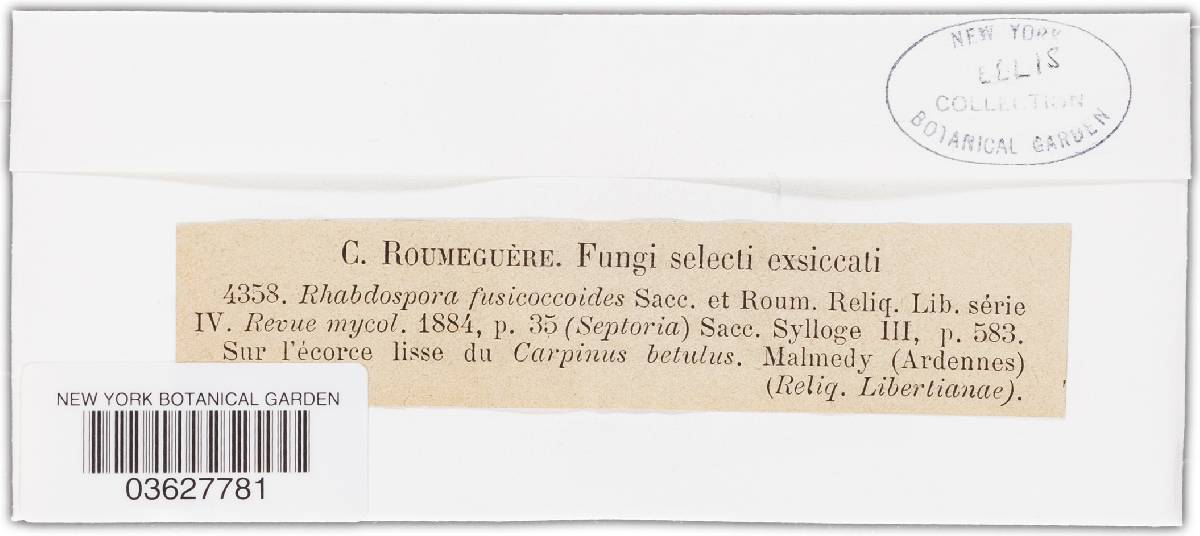 NEW YORK
ELLIS
COLLECTION
BOTANICAL GARDEN
C. ROUMEGUÈRE. Fungi selecti exsiccati
4358. Rhabdospora fusicoccoides Sacc. et Roum. Reliq. Lib. série
IV. Revue mycol. 1884, p. 35 (Septoria) Sacc. Sylloge III, p. 583.
Sur l'écorce lisse du Carpinus betulus. Malmedy (Ardennes)
(Reliq. Libertianae).
NEW YORK BOTANICAL GARDEN
03627781